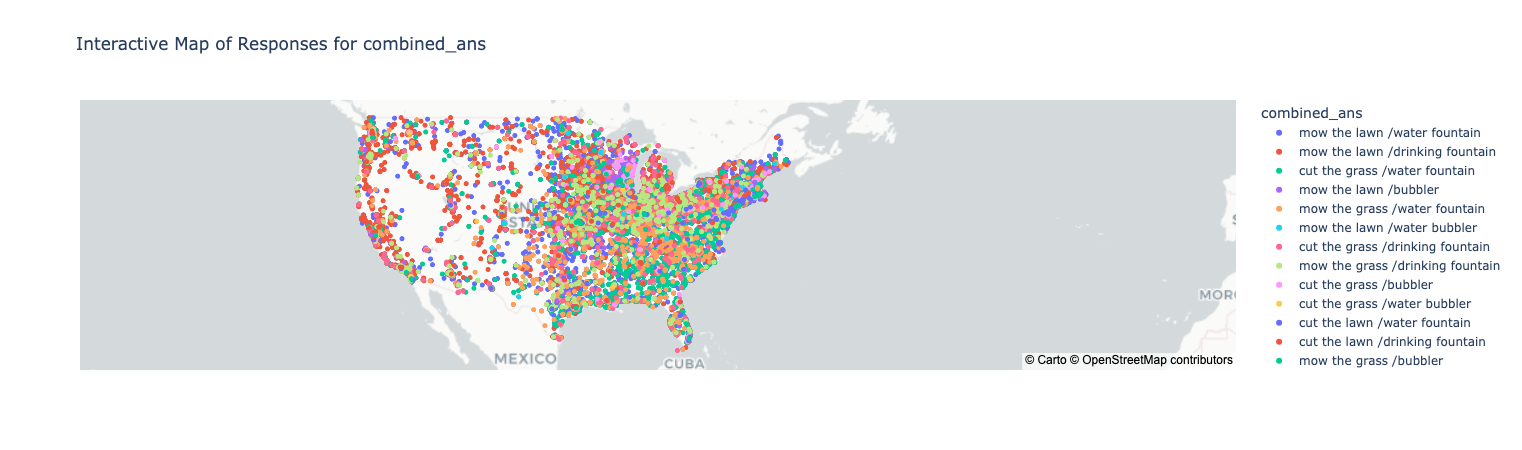 Interactive Map of Responses for combined_ans
combined_ans
mow the lawn /water fountain
mow the lawn /drinking fountain
cut the grass /water fountain
mow the lawn /bubbler
mow the grass /water fountain
mow the lawn /water bubbler
cut the grass /drinking fountain
mow the grass /drinking fountain
cut the grass /bubbler
cut the grass /water bubbler
cut the lawn /water fountain
cut the lawn /drinking fountain
mow the grass /bubbler
MEXICO
CUBA
© Carto © OpenStreetMap contributors